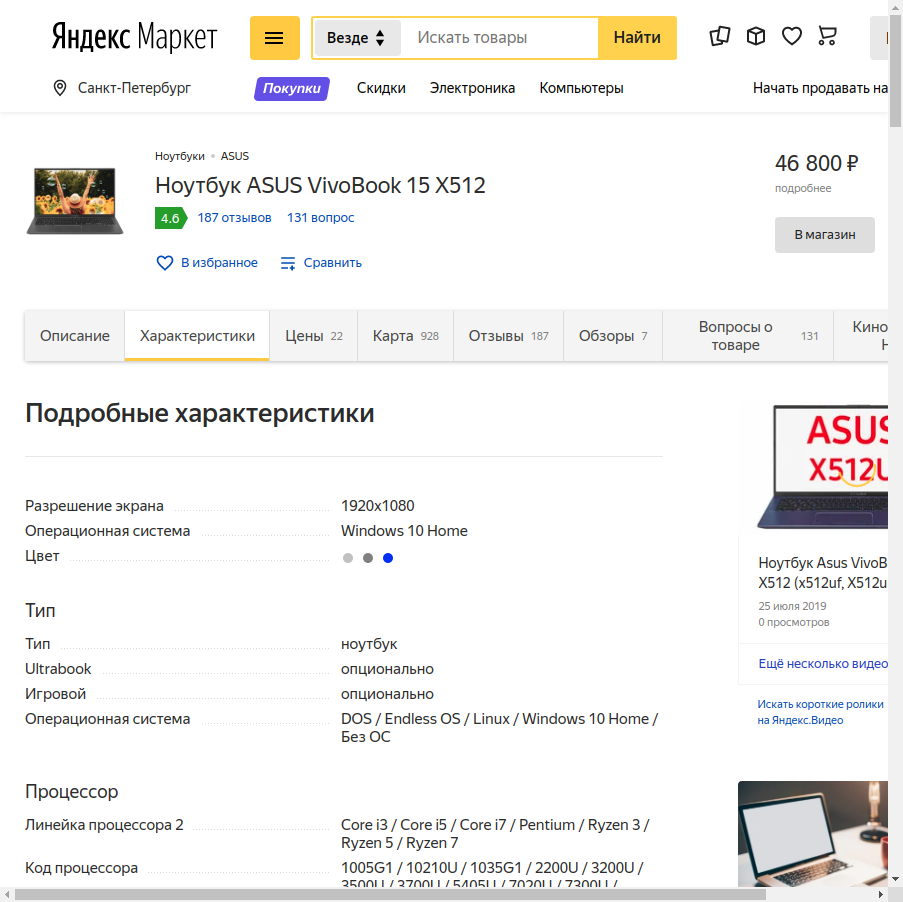 Яндекс Маркет
Везде
Искать товары
Найти
Санкт-Петербург
Покупки
Скидки
Электроника
Компьютеры
Начать продавать на
Ноутбуки • ASUS
Ноутбук ASUS VivoBook 15 X512
4.6
187 отзывов
131 вопрос
В избранное
Сравнить
46 800 ₽
подробнее
В магазин
Описание
Характеристики
Цены 22
Карта 928
Отзывы 187
Обзоры 7
Вопросы о
товаре
131
Кино
Подробные характеристики
Разрешение экрана 1920x1080
Операционная система Windows 10 Home
Цвет
Тип
Тип ноутбук
Ultrabook опционально
Игровой опционально
Операционная система DOS / Endless OS / Linux / Windows 10 Home /
Без ОС
Процессор
Линейка процессора 2 Core i3 / Core i5 / Core i7 / Pentium / Ryzen 3 /
Ryzen 5 / Ryzen 7
Код процессора 1005G1 / 10210U / 1035G1 / 2200U / 3200U /
3500U / 3700U / 5405U / 7020U / 7300U /
ASUS
X512U
Ноутбук Asus VivoB
X512 (x512uf, X512u
25 июля 2019
0 просмотров
Ещё несколько видео
Искать короткие ролики
на Яндекс.Видео